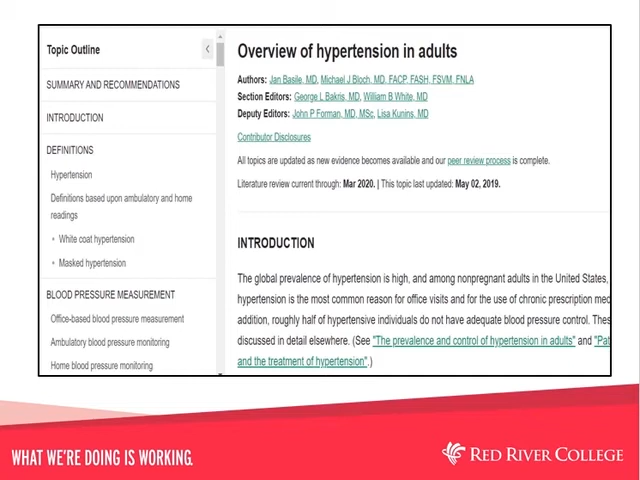 Topic Outline
SUMMARY AND RECOMMENDATIONS
INTRODUCTION
DEFINITIONS
Hypertension
Definitions based upon ambulatory and home
readings
White coat hypertension
Masked hypertension
BLOOD PRESSURE MEASUREMENT
Office-based blood pressure measurement
Ambulatory blood pressure monitoring
Home blood pressure monitoring
Overview of hypertension in adults
Authors: Jan Basile, MD, Michael J Bloch, MD, FACP, FASH, FSVM, FNLA
Section Editors: George L Bakris, MD, William B White, MD
Deputy Editors: John P Forman, MD, MSc, Lisa Kunins, MD
Contributor Disclosures
All topics are updated as new evidence becomes available and our peer review process is complete.
Literature review current through: Mar 2020. | This topic last updated: May 02, 2019.
INTRODUCTION
The global prevalence of hypertension is high, and among nonpregnant adults in the United States,
hypertension is the most common reason for office visits and for the use of chronic prescription med
addition, roughly half of hypertensive individuals do not have adequate blood pressure control. Thes
discussed in detail elsewhere. (See "The prevalence and control of hypertension in adults" and "Pat
and the treatment of hypertension".)
WHAT WE'RE DOING IS WORKING.
RED RIVER COLLEGE